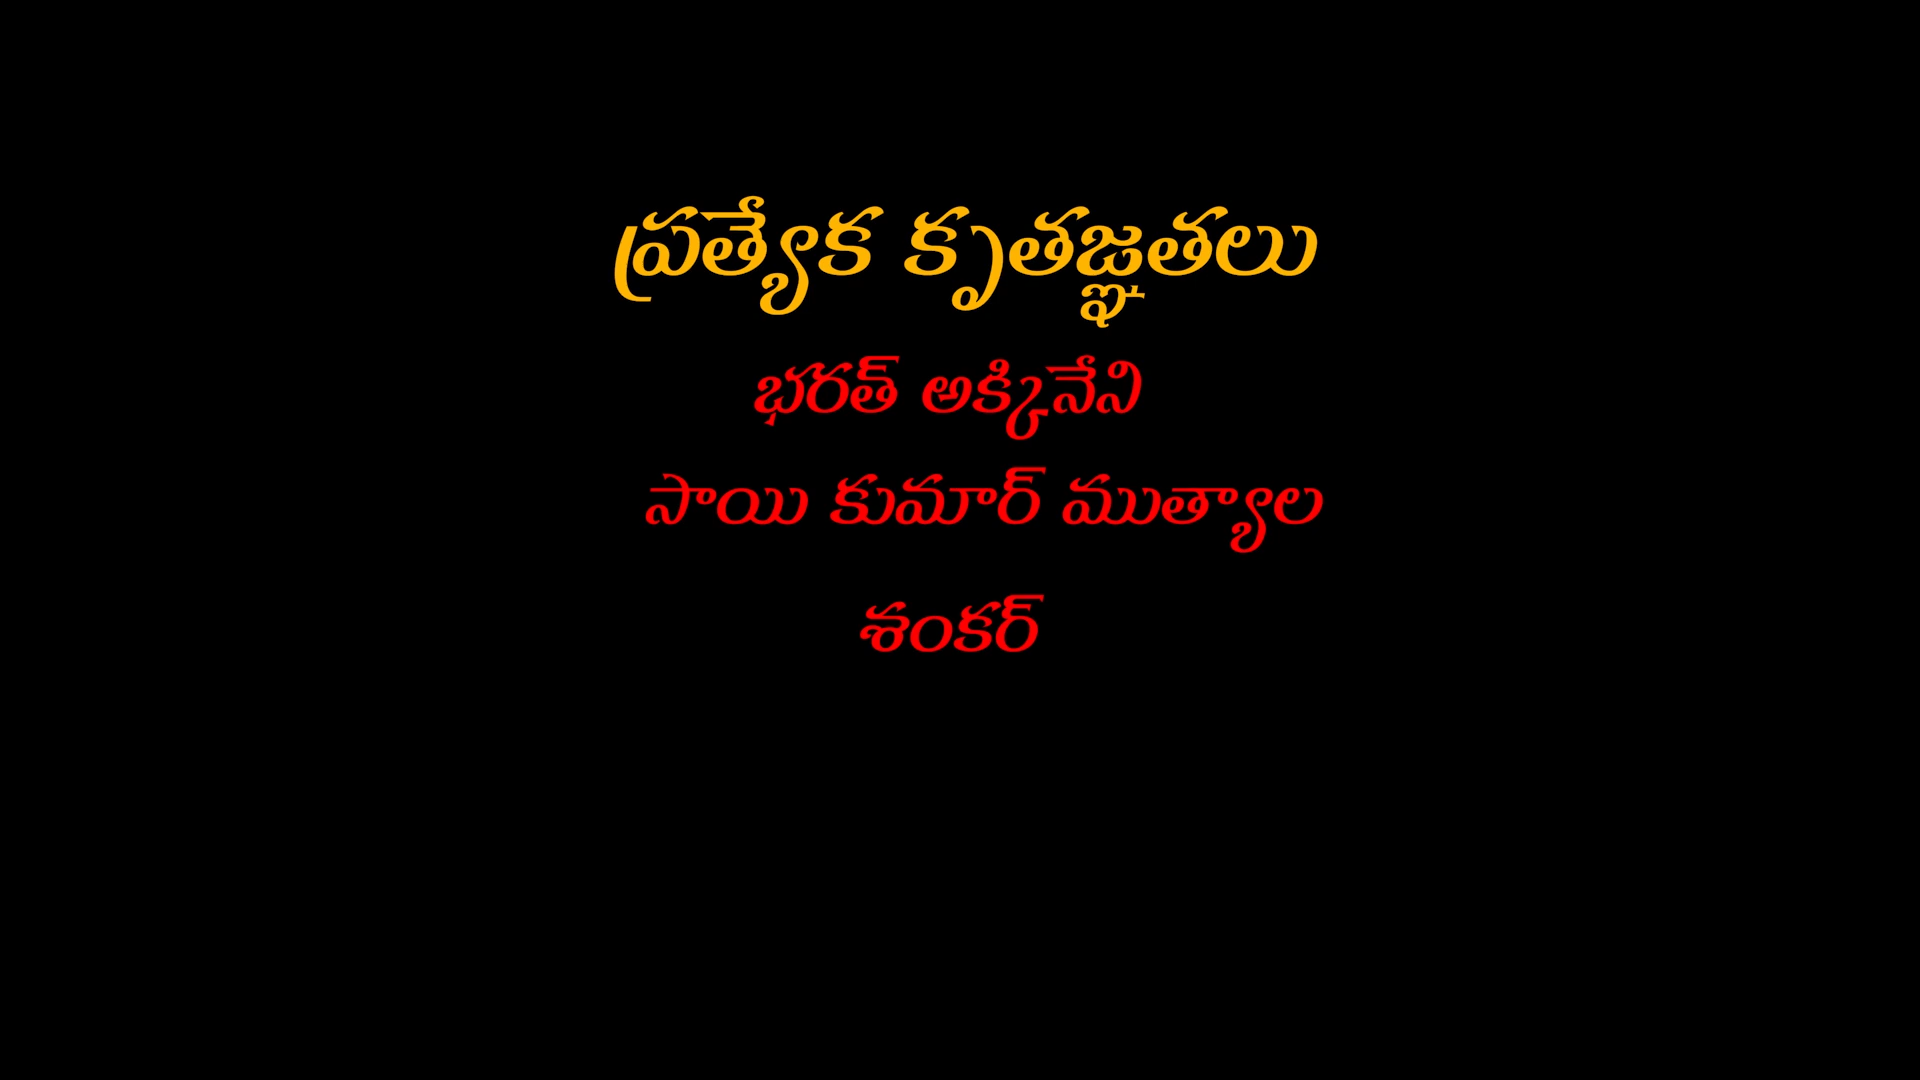 ప్రత్యేక కృతజ్ఞతలు
భరత్ అక్కినేని
సాయి కుమార్ ముత్యాల
శంకర్